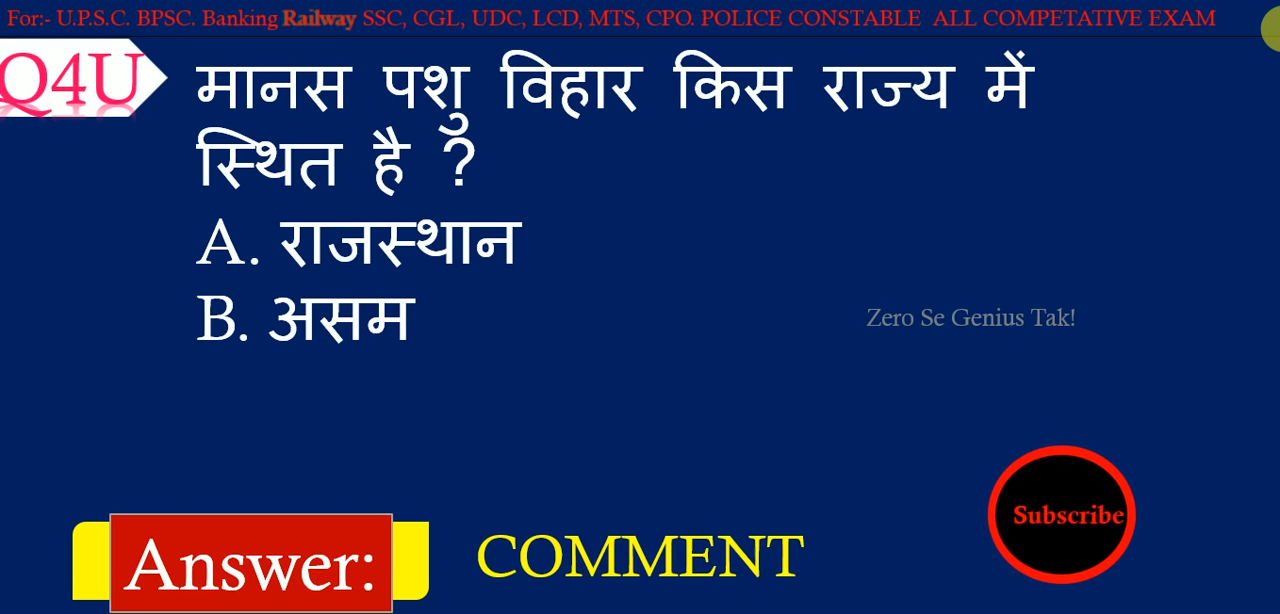 For:- U.P.S.C. BPSC. Banking Railway SSC, CGL, UDC, LCD, MTS, CPO. POLICE CONSTABLE ALL COMPETATIVE EXAM
Q4U
मानस पशु विहार किस राज्य में
स्थित है ?
A. राजस्थान
B. असम
Zero Se Genius Tak!
Subscribe
Answer:
COMMENT